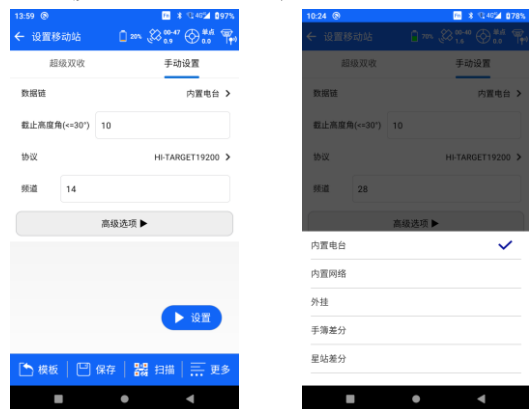 13:59 97%
设置移动站 20% 00-47 0.9 单点 0.0
超级双收 手动设置
数据链 内置电台
截止高度角(<=30°) 10
协议 HI-TARGET19200
频道 14
高级选项
设置
模板 保存 扫描 更多
10:24 78%
设置移动站 70% 00-40 1.6 单点 0.0
超级双收 手动设置
数据链 内置电台
截止高度角(<=30°) 10
协议 HI-TARGET19200
频道 28
高级选项
内置电台
内置网络
外挂
手簿差分
星站差分